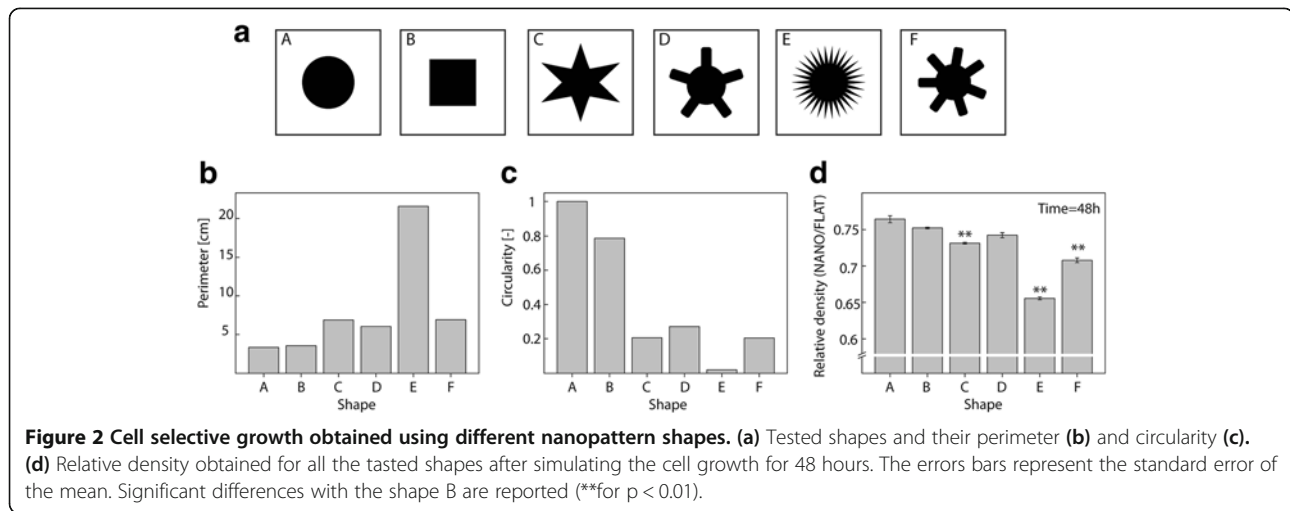 a
A
B
C
D
E
F
b
c
d
Perimeter [cm]
20
15
10
5
A B C D E F
Shape
Circularity [-]
1
0.8
0.6
0.4
0.2
A B C D E F
Shape
Relative density (NANO/FLAT)
Time=48h
0.75
0.7
0.65
0.6
**
**
**
A B C D E F
Shape
Figure 2 Cell selective growth obtained using different nanopattern shapes. (a) Tested shapes and their perimeter (b) and circularity (c).
(d) Relative density obtained for all the tasted shapes after simulating the cell growth for 48 hours. The errors bars represent the standard error of
the mean. Significant differences with the shape B are reported (**for p < 0.01).